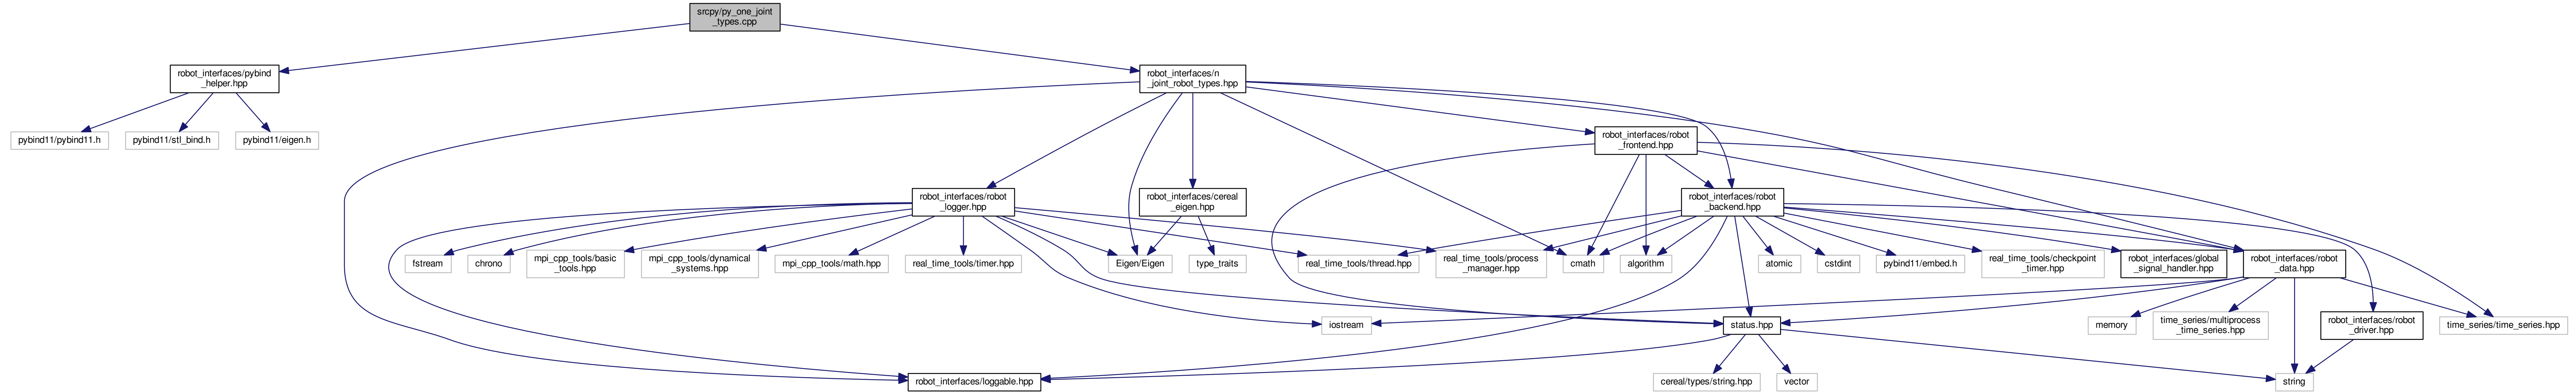 srcpy/py_one_joint
_types.cpp
robot_interfaces/pybind
_helper.hpp
robot_interfaces/n
_joint_robot_types.hpp
pybind11/pybind11.h
pybind11/stl_bind.h
pybind11/eigen.h
robot_interfaces/robot
_frontend.hpp
robot_interfaces/robot
_logger.hpp
robot_interfaces/cereal
_eigen.hpp
robot_interfaces/robot
_backend.hpp
fstream
chrono
mpi_cpp_tools/basic
_tools.hpp
mpi_cpp_tools/dynamical
_systems.hpp
mpi_cpp_tools/math.hpp
real_time_tools/timer.hpp
Eigen/Eigen
type_traits
real_time_tools/thread.hpp
real_time_tools/process
_manager.hpp
cmath
algorithm
atomic
cstdint
pybind11/embed.h
real_time_tools/checkpoint
_timer.hpp
robot_interfaces/global
_signal_handler.hpp
robot_interfaces/robot
_data.hpp
iostream
status.hpp
memory
time_series/multiprocess
_time_series.hpp
robot_interfaces/robot
_driver.hpp
time_series/time_series.hpp
robot_interfaces/loggable.hpp
cereal/types/string.hpp
vector
string